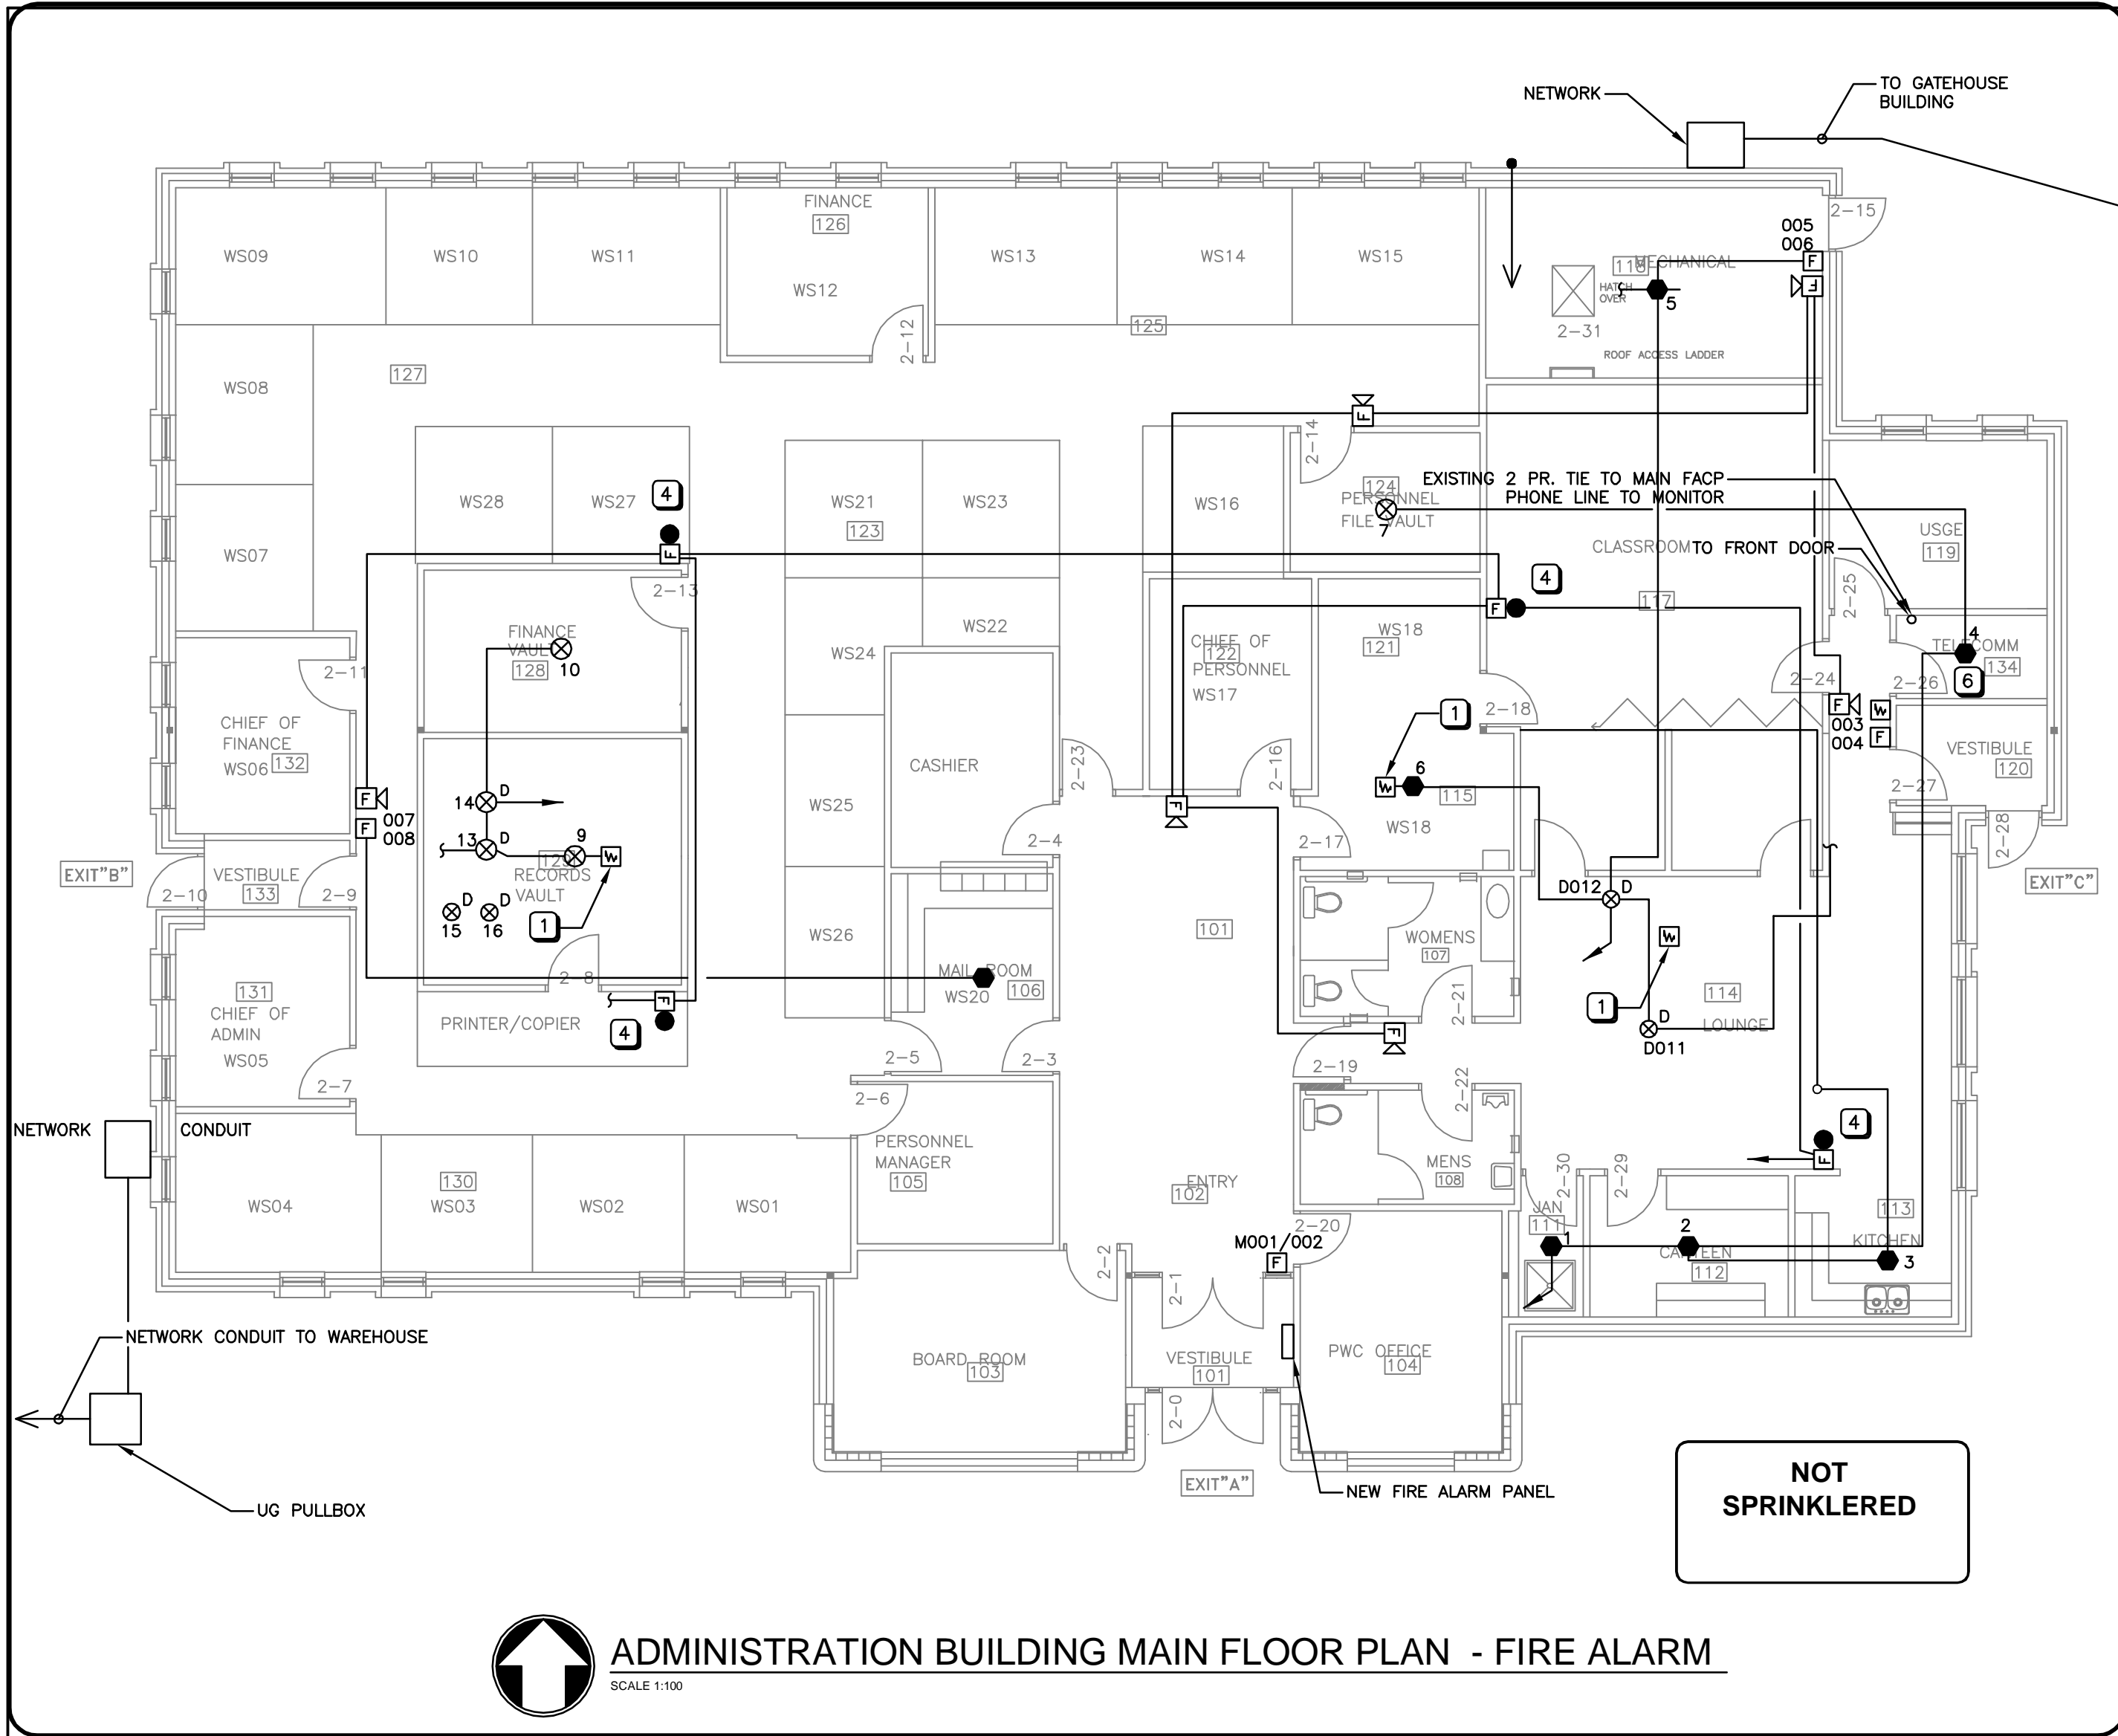 TO GATEHOUSE
BUILDING
NETWORK
FINANCE
126
2-15
005
006
WS09
WS10
WS11
WS12
WS13
WS14
WS15
MECHANICAL
HATCH
OVER
5
2-31
ROOF ACCESS LADDER
2-12
125
127
WS08
F
F
F
2-14
EXISTING 2 PR. TIE TO MAIN FACP
PHONE LINE TO MONITOR
124
PERSONNEL
FILE VAULT
7
WS28
WS27
4
WS21
123
WS23
WS16
USGE
119
CLASSROOM
TO FRONT DOOR
WS07
F
2-13
4
F
117
2-25
FINANCE
VAULT
128
10
WS22
WS24
CHIEF OF
122
PERSONNEL
WS17
WS18
121
4
TELECOMM
134
6
2-26
2-24
2-11
CHIEF OF
FINANCE
WS06
132
1
2-18
F
003
004
W
F
VESTIBULE
120
CASHIER
2-23
2-16
W
6
115
WS18
2-27
F
F
007
008
14
D
13
D
9
W
129
RECORDS
VAULT
WS25
F
2-4
2-17
2-28
EXIT"B"
VESTIBULE
133
2-10
2-9
D
D
15
16
1
D012
D
EXIT"C"
WS26
101
WOMENS
107
W
MAIL ROOM
WS20
106
2-8
131
CHIEF OF
ADMIN
WS05
PRINTER/COPIER
F
4
2-21
1
114
LOUNGE
D
D011
F
2-5
2-3
2-19
2-7
2-6
2-22
NETWORK
CONDUIT
PERSONNEL
MANAGER
105
4
F
MENS
108
2-30
2-29
130
WS04
WS03
WS02
WS01
ENTRY
102
JAN
111
1
2
CANTEEN
112
113
KITCHEN
3
M001/002
F
2-20
2-2
2-1
NETWORK CONDUIT TO WAREHOUSE
BOARD ROOM
103
VESTIBULE
101
PWC OFFICE
104
2-0
EXIT"A"
NEW FIRE ALARM PANEL
UG PULLBOX
NOT
SPRINKLERED
ADMINISTRATION BUILDING MAIN FLOOR PLAN - FIRE ALARM
SCALE 1:100